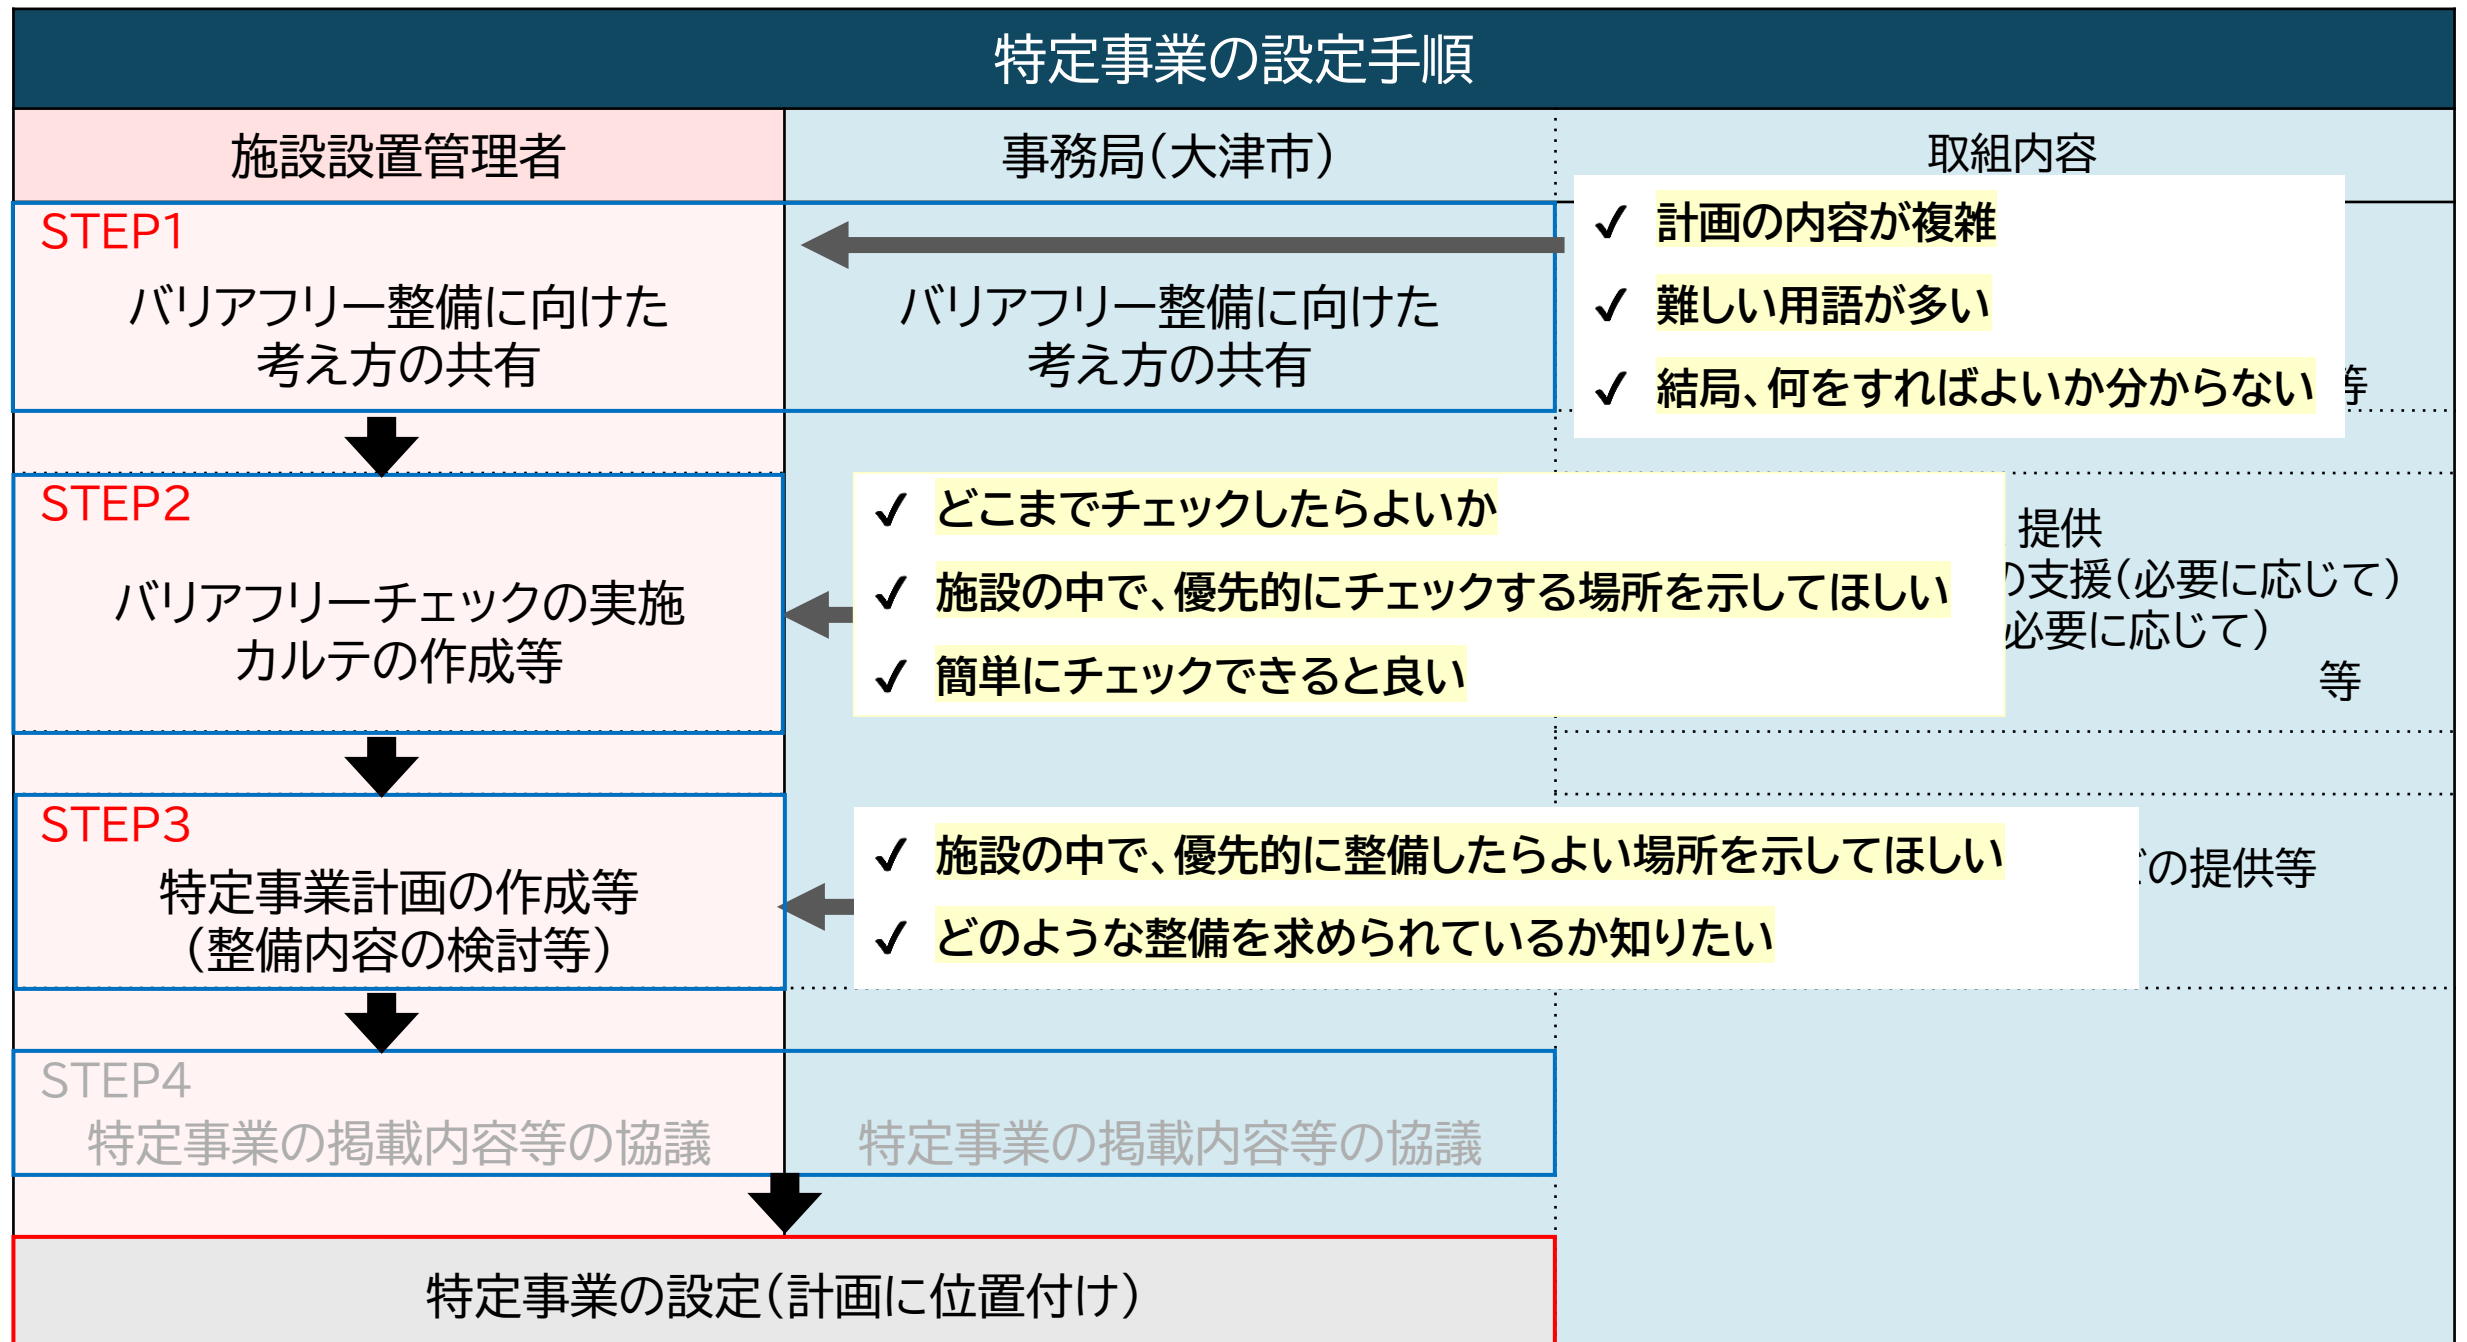 特定事業の設定手順
施設設置管理者
事務局（大津市）
取組内容
STEP1
バリアフリー整備に向けた
考え方の共有
バリアフリー整備に向けた
考え方の共有
✓ 計画の内容が複雑
✓ 難しい用語が多い
✓ 結局、何をすればよいか分からない
等
STEP2
バリアフリーチェックの実施
カルテの作成等
✓ どこまでチェックしたらよいか
✓ 施設の中で、優先的にチェックする場所を示してほしい
✓ 簡単にチェックできると良い
提供
の支援（必要に応じて）
必要に応じて）
等
STEP3
特定事業計画の作成等
（整備内容の検討等）
✓ 施設の中で、優先的に整備したらよい場所を示してほしい
✓ どのような整備を求められているか知りたい
の提供等
STEP4
特定事業の掲載内容等の協議
特定事業の掲載内容等の協議
特定事業の設定（計画に位置付け）